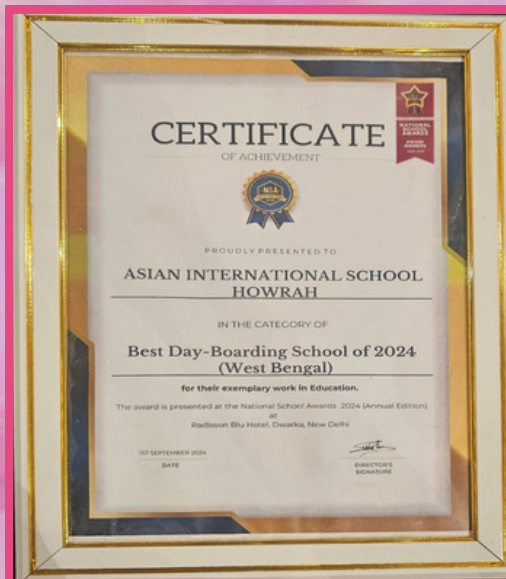 CERTIFICATE
OF ACHIEVEMENT
NATIONAL
SCHOOL
AWARDS
NSA
PROUDLY PRESENTED TO
ASIAN INTERNATIONAL SCHOOL
HOWRAH
IN THE CATEGORY OF
Best Day-Boarding School of 2024
(West Bengal)
for their exemplary work in Education.
The award is presented at the National School Awards 2024 (Annual Edition)
at
Radisson Blu Hotel, Dwarka, New Delhi
1ST SEPTEMBER 2024
DATE
DIRECTOR'S
SIGNATURE